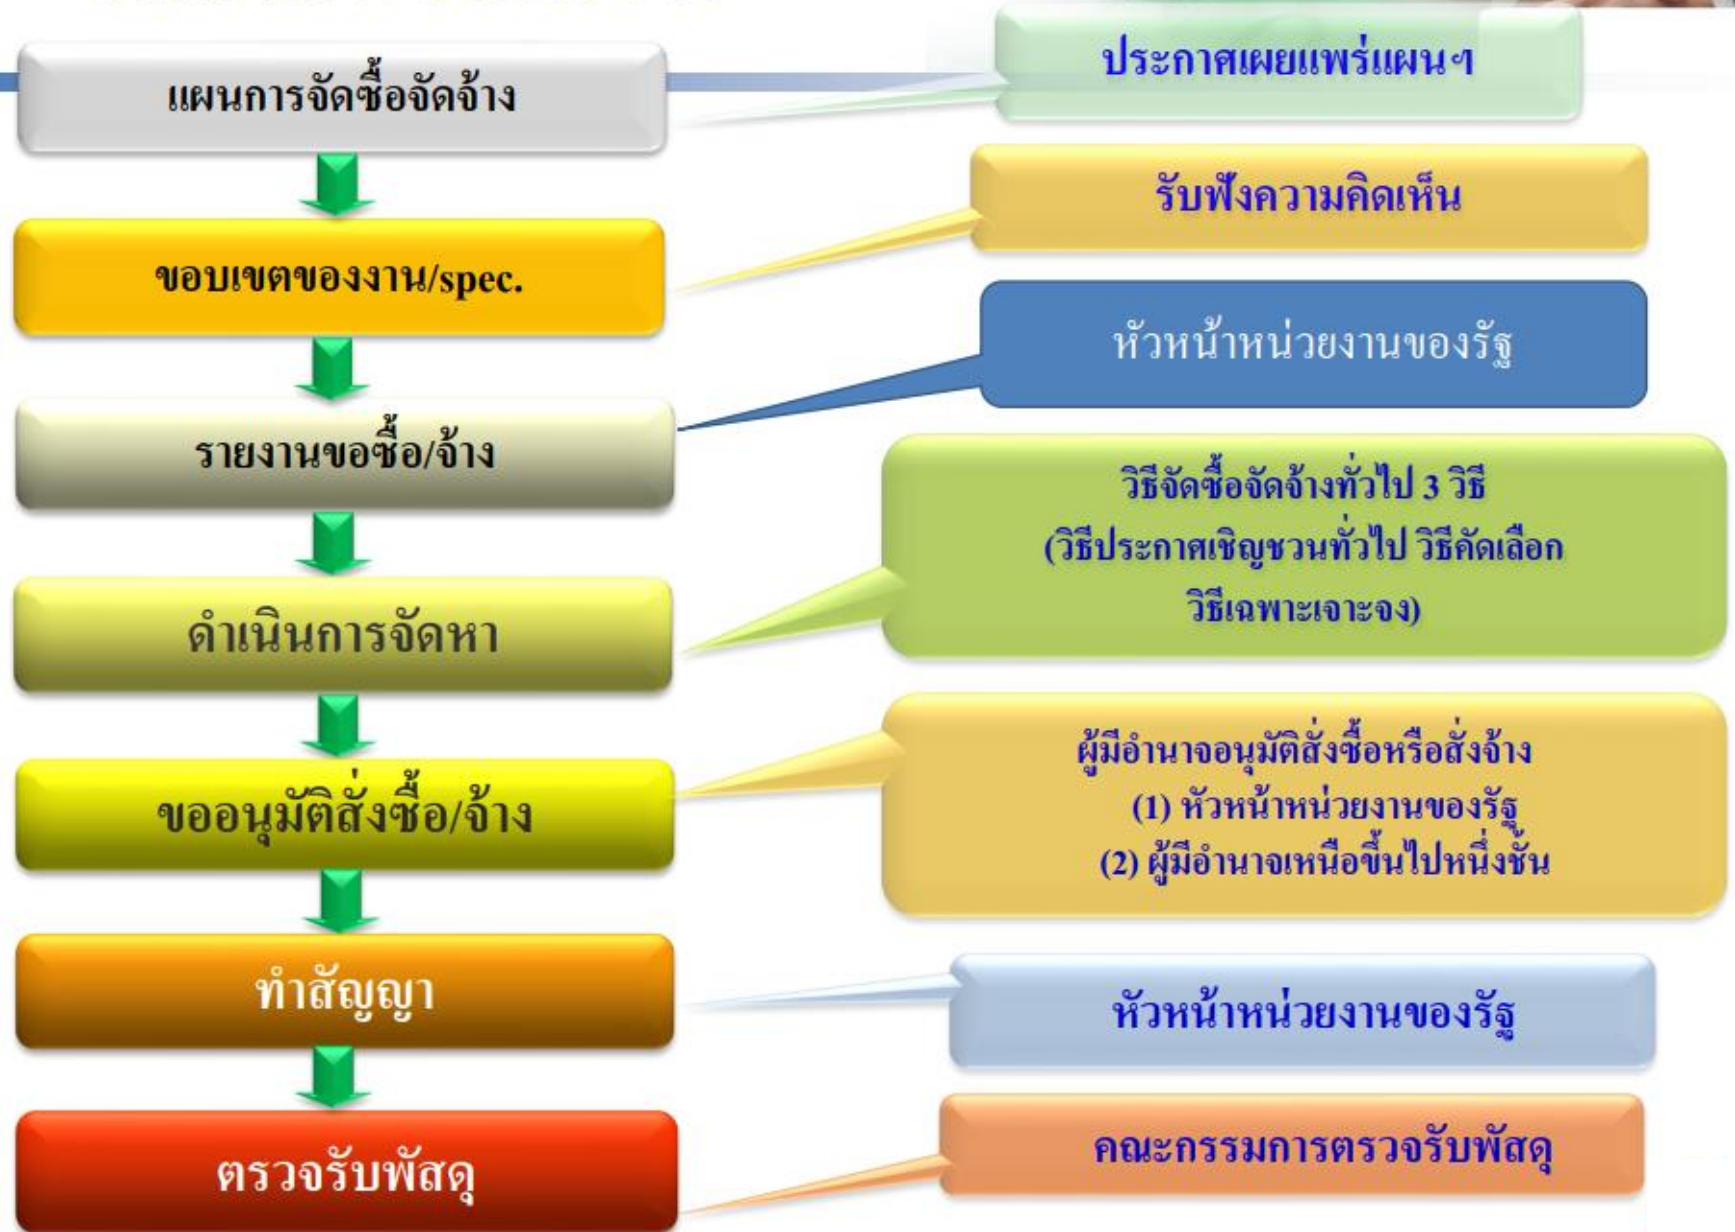 แผนการจัดซื้อจัดจ้าง
ประกาศเผยแพร่แผนฯ
ขอบเขตของงาน/spec.
รับฟังความคิดเห็น
รายงานขอซื้อ/จ้าง
หัวหน้าหน่วยงานของรัฐ
ดำเนินการจัดหา
วิธีจัดซื้อจัดจ้างทั่วไป 3 วิธี
(วิธีประกาศเชิญชวนทั่วไป วิธีคัดเลือก
วิธีเฉพาะเจาะจง)
ขออนุมัติสั่งซื้อ/จ้าง
ผู้มีอำนาจอนุมัติสั่งซื้อหรือสั่งจ้าง
(1) หัวหน้าหน่วยงานของรัฐ
(2) ผู้มีอำนาจเหนือขึ้นไปหนึ่งชั้น
ทำสัญญา
หัวหน้าหน่วยงานของรัฐ
ตรวจรับพัสดุ
คณะกรรมการตรวจรับพัสดุ